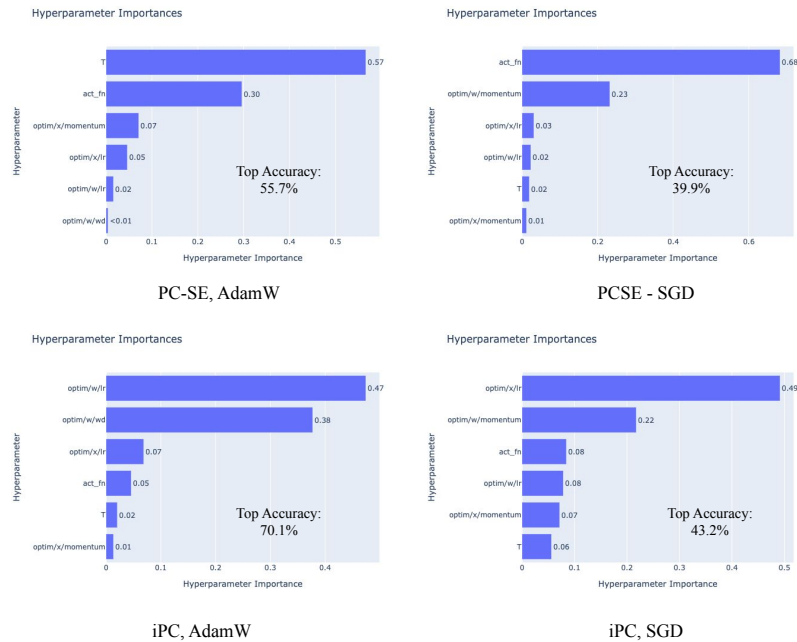 Hyperparameter Importances
Hyperparameter
T
0.57
act_fn
0.30
optim/x/momentum
0.07
optim/x/lr
0.05
optim/w/lr
0.02
optim/w/wd
<0.01
Top Accuracy:
55.7%
0 0.1 0.2 0.3 0.4 0.5
Hyperparameter Importance
PC-SE, AdamW
Hyperparameter Importances
Hyperparameter
act_fn
0.68
optim/w/momentum
0.23
optim/x/lr
0.03
optim/w/lr
0.02
T
0.02
optim/x/momentum
0.01
Top Accuracy:
39.9%
0 0.2 0.4 0.6
Hyperparameter Importance
PCSE - SGD
Hyperparameter Importances
Hyperparameter
optim/w/lr
0.47
optim/w/wd
0.38
optim/x/lr
0.07
act_fn
0.05
T
0.02
optim/x/momentum
0.01
Top Accuracy:
70.1%
0 0.1 0.2 0.3 0.4
Hyperparameter Importance
iPC, AdamW
Hyperparameter Importances
Hyperparameter
optim/x/lr
0.49
optim/w/momentum
0.22
act_fn
0.08
optim/w/lr
0.08
optim/x/momentum
0.07
T
0.06
Top Accuracy:
43.2%
0 0.1 0.2 0.3 0.4 0.5
Hyperparameter Importance
iPC, SGD